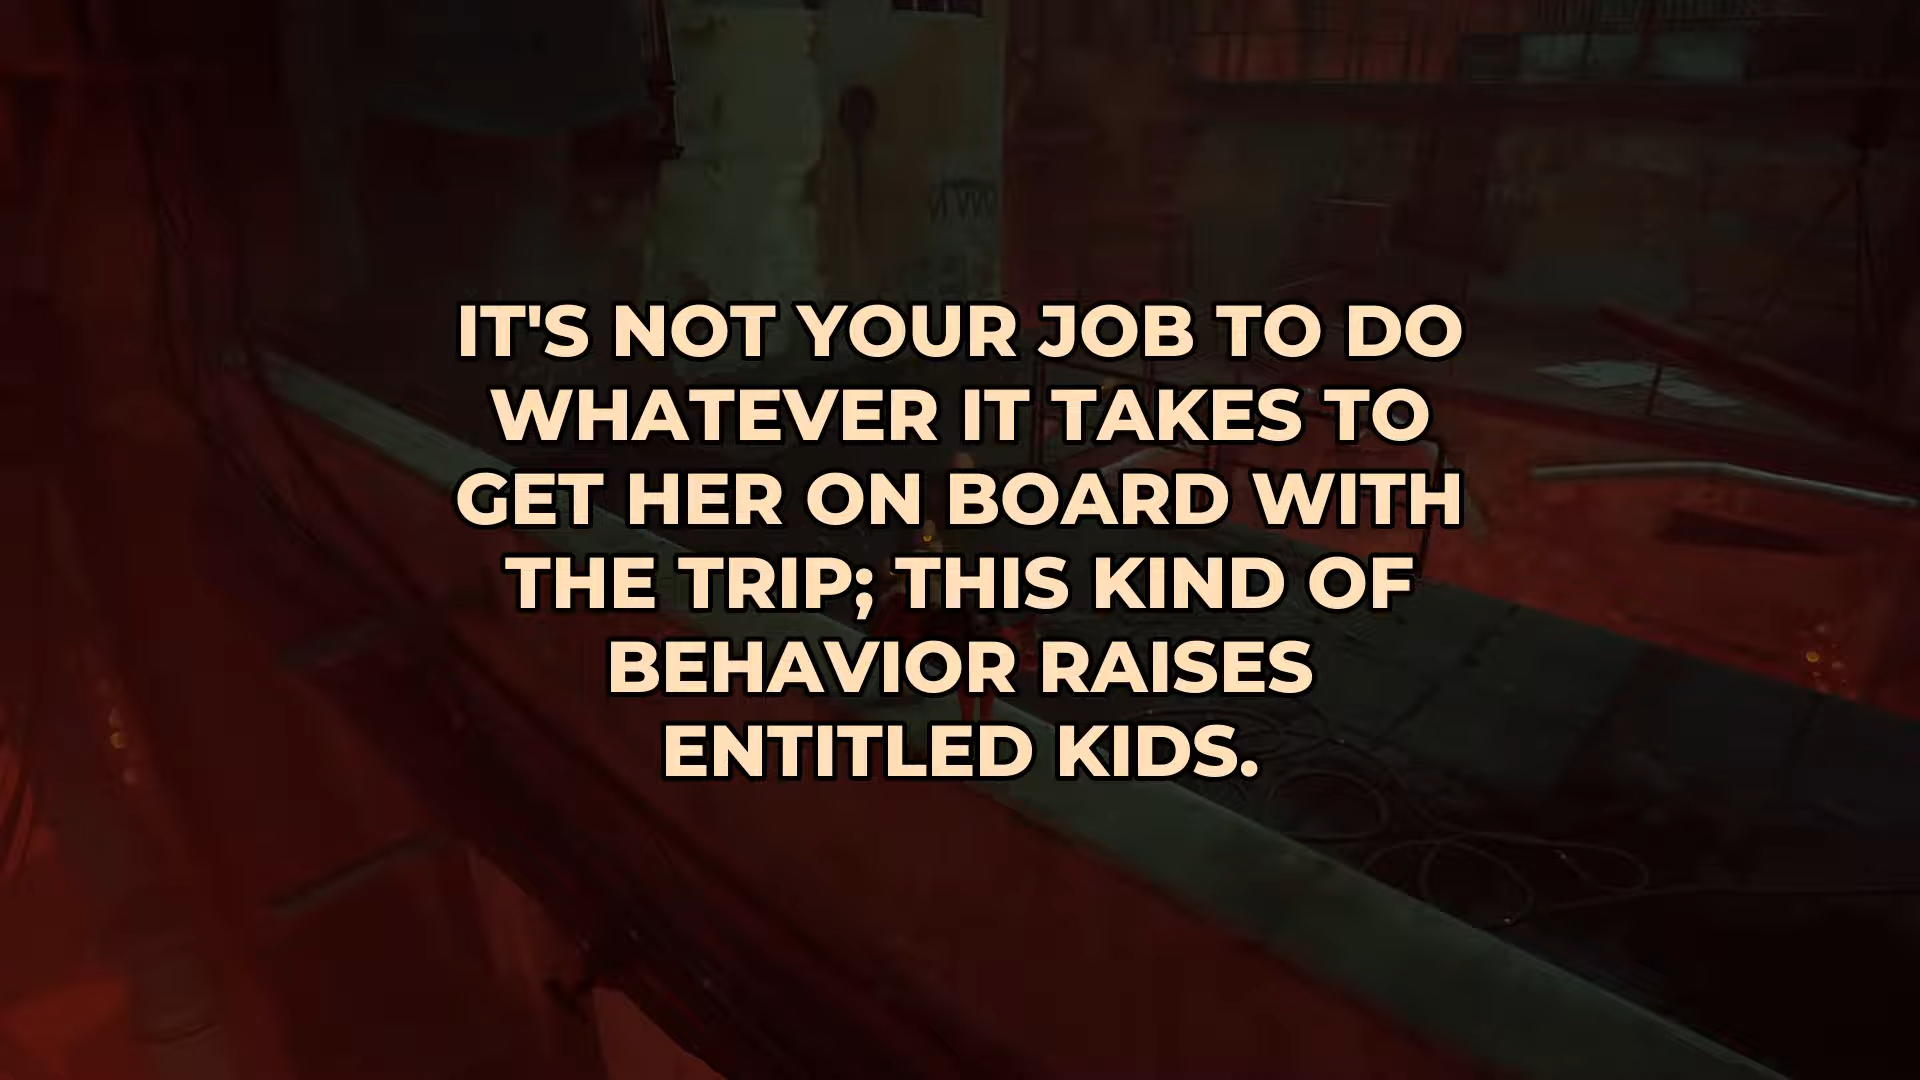 IT'S NOT YOUR JOB TO DO
WHATEVER IT TAKES TO
GET HER ON BOARD WITH
THE TRIP; THIS KIND OF
BEHAVIOR RAISES
ENTITLED KIDS.